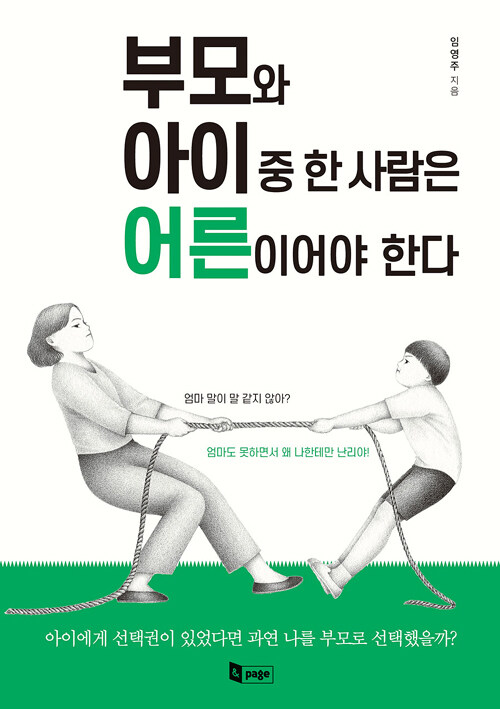 부모와
아이 중 한 사람은
어른이어야 한다
임영주 지음
엄마 말이 말 같지 않아?
엄마도 못하면서 왜 나한테만 난리야!
아이에게 선택권이 있었다면 과연 나를 부모로 선택했을까?
& page